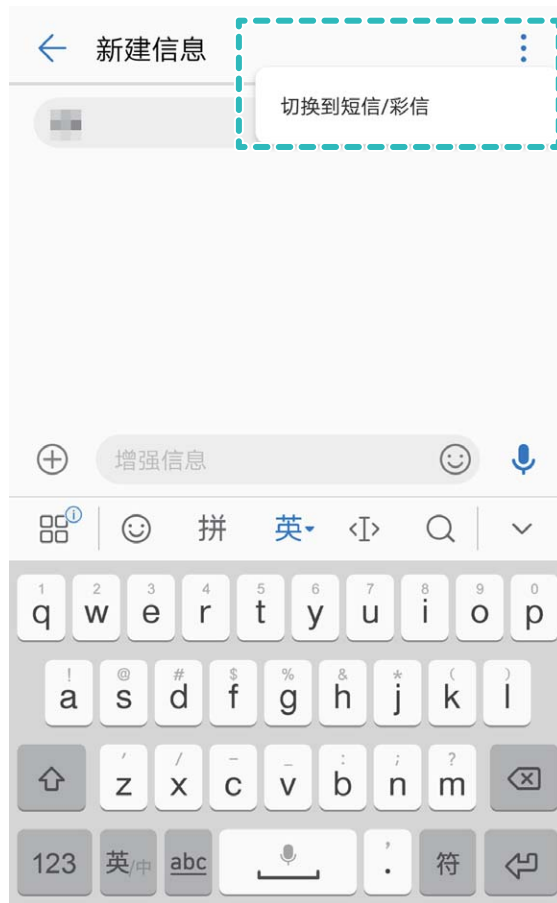 新建信息
切换到短信/彩信
增强信息
拼 英
1 2 3 4 5 6 7 8 9 0
q w e r t y u i o p
! @ # $ % & * ( )
a s d f g h j k l
' / - _ : ; ?
z x c v b n m
123 英/中 abc , . 符